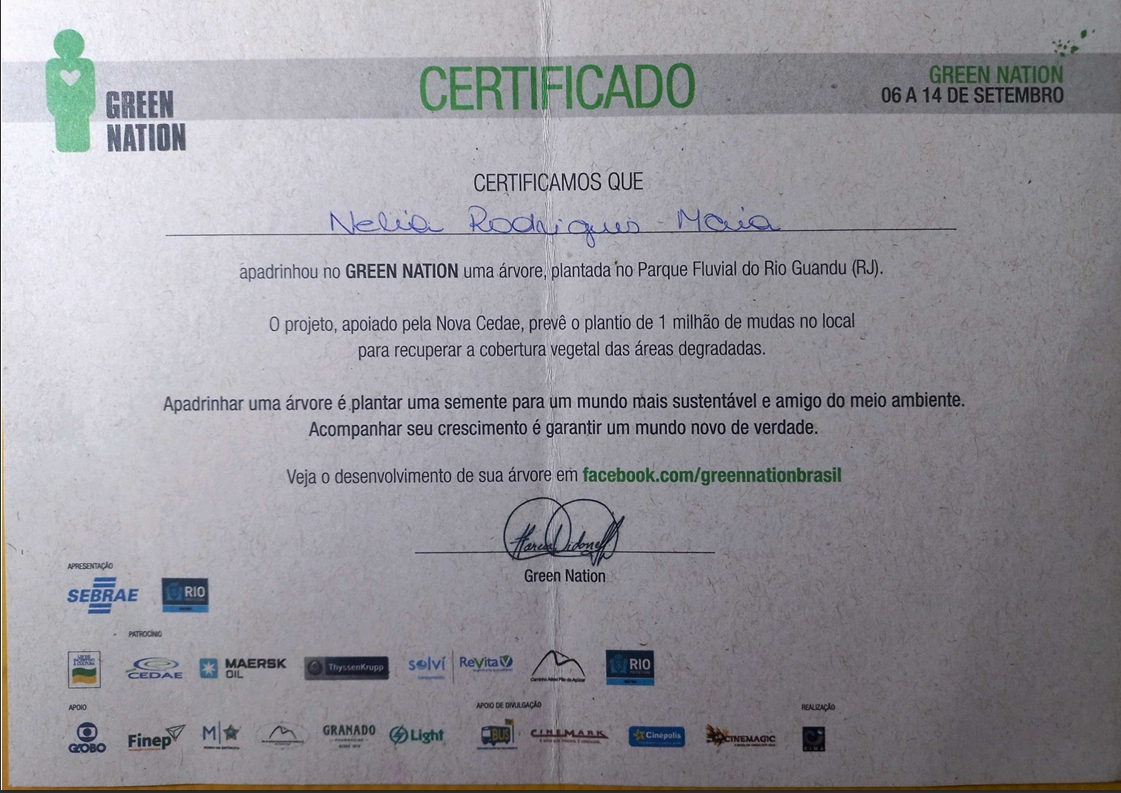 GREEN
NATION
CERTIFICADO
GREEN NATION
06 A 14 DE SETEMBRO
CERTIFICAMOS QUE
Nelia Rodrigues Maia
apadrinhou no GREEN NATION uma árvore, plantada no Parque Fluvial do Rio Guandu (RJ).
O projeto, apoiado pela Nova Cedae, prevê o plantio de 1 milhão de mudas no local
para recuperar a cobertura vegetal das áreas degradadas.
Apadrinhar uma árvore é plantar uma semente para um mundo mais sustentável e amigo do meio ambiente.
Acompanhar seu crescimento é garantir um mundo novo de verdade.
Veja o desenvolvimento de sua árvore em facebook.com/greennationbrasil
Green Nation
APRESENTAÇÃO
SEBRAE RIO
PATROCÍNIO
CEDAE MAERSK OIL ThyssenKrupp solví ReVita RIO
APOIO APOIO DE DIVULGAÇÃO REALIZAÇÃO
GLOBO Finep M GRANADO Light BUS CINEMARK Cinépolis CINEMAGIC